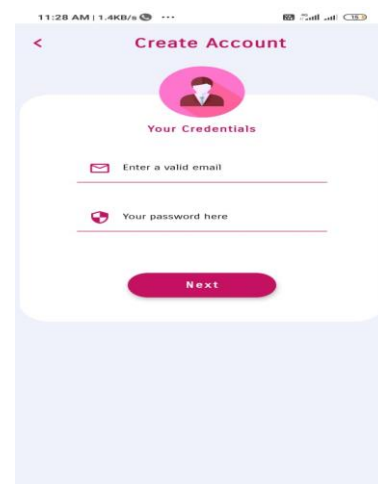 11:28 AM | 1.4KB/s ...
< Create Account
Your Credentials
Enter a valid email
Your password here
Next